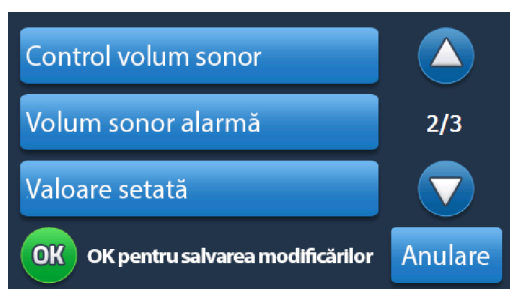 Control volum sonor
Volum sonor alarmă
2/3
Valoare setată
OK
OK pentru salvarea modificărilor
Anulare